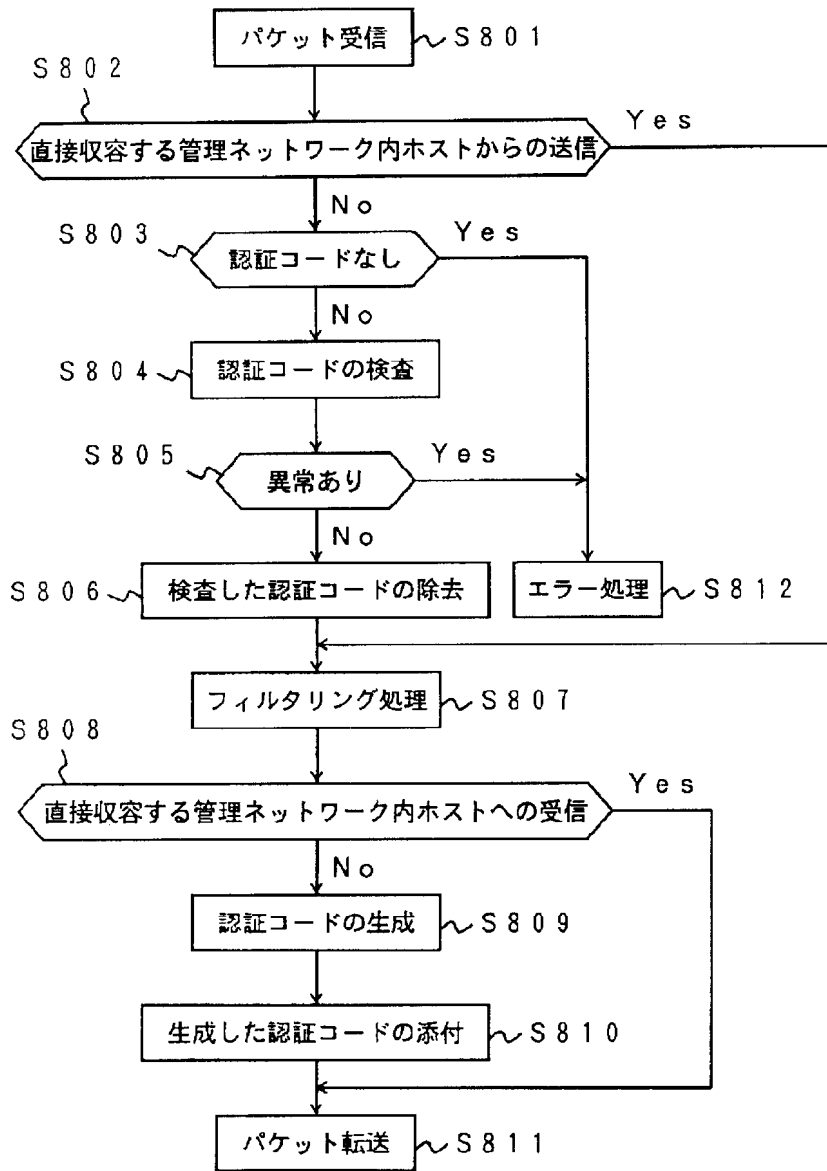 パケット受信 S801
S802
直接収容する管理ネットワーク内ホストからの送信 Yes
No
S803 認証コードなし Yes
No
S804 認証コードの検査
S805 異常あり Yes
No
S806 検査した認証コードの除去 エラー処理 S812
フィルタリング処理 S807
S808
直接収容する管理ネットワーク内ホストへの受信 Yes
No
認証コードの生成 S809
生成した認証コードの添付 S810
パケット転送 S811